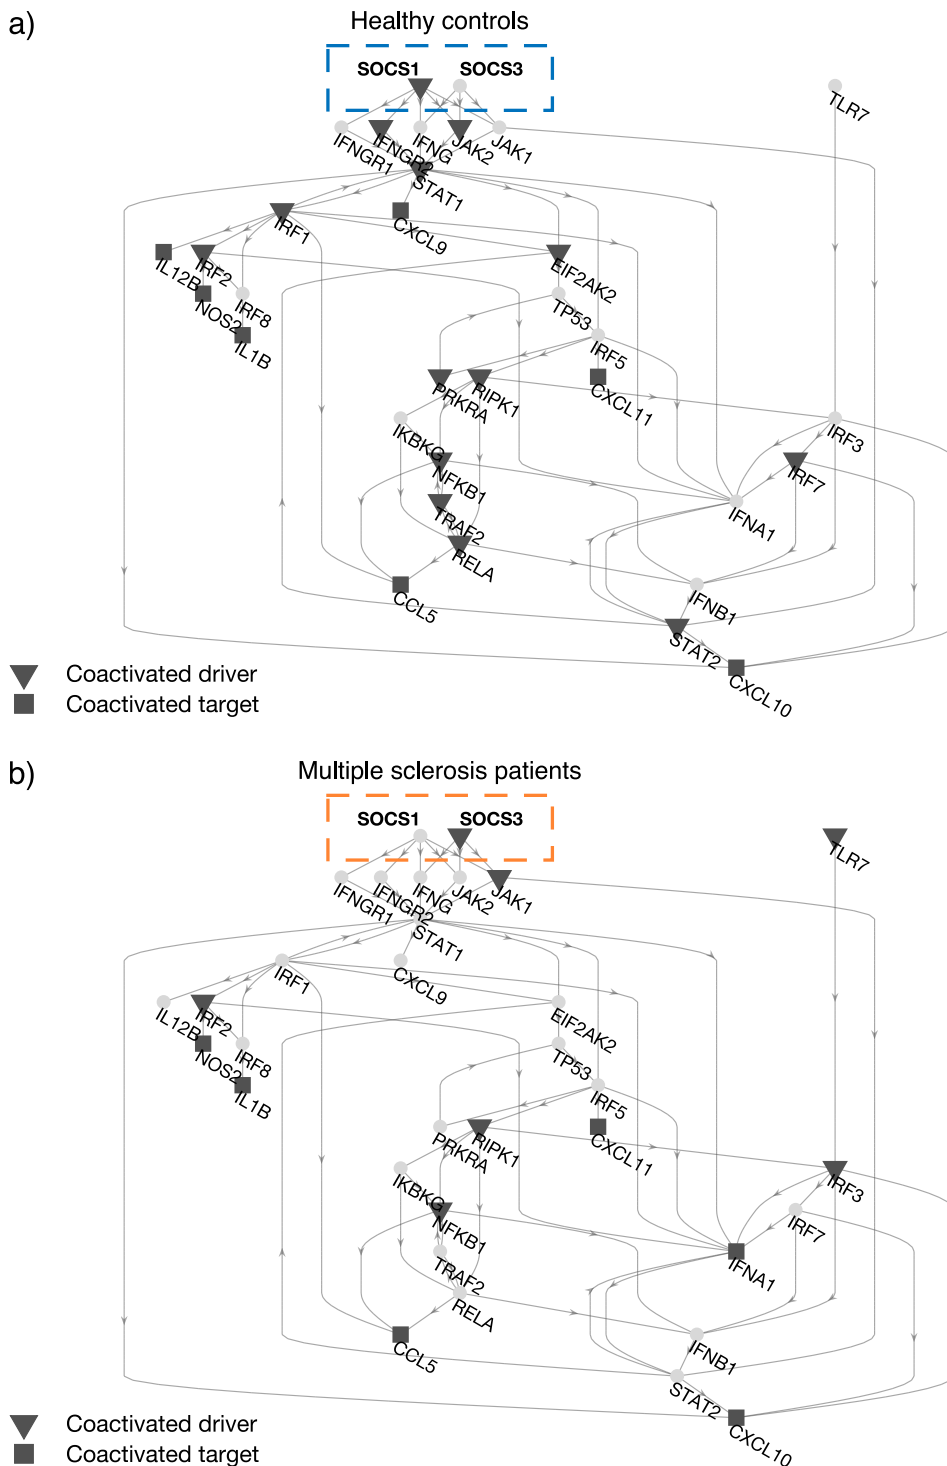 a)
Healthy controls
SOCS1
SOCS3
TLR7
IFNGR1
IFNGR2
IFNG
JAK2
JAK1
STAT1
IRF1
CXCL9
IL12B
IRF2
EIF2AK2
NOS2
IRF8
TP53
IL1B
IRF5
PRKRA
RIPK1
CXCL11
IKBKG
IRF3
NFKB1
IRF7
TRAF2
IFNA1
RELA
CCL5
IFNB1
STAT2
CXCL10
Coactivated driver
Coactivated target
b)
Multiple sclerosis patients
SOCS1
SOCS3
TLR7
IFNGR1
IFNGR2
IFNG
JAK2
JAK1
STAT1
IRF1
CXCL9
IL12B
IRF2
EIF2AK2
NOS2
IRF8
TP53
IL1B
IRF5
PRKRA
RIPK1
CXCL11
IKBKG
IRF3
NFKB1
IRF7
TRAF2
IFNA1
RELA
CCL5
IFNB1
STAT2
CXCL10
Coactivated driver
Coactivated target